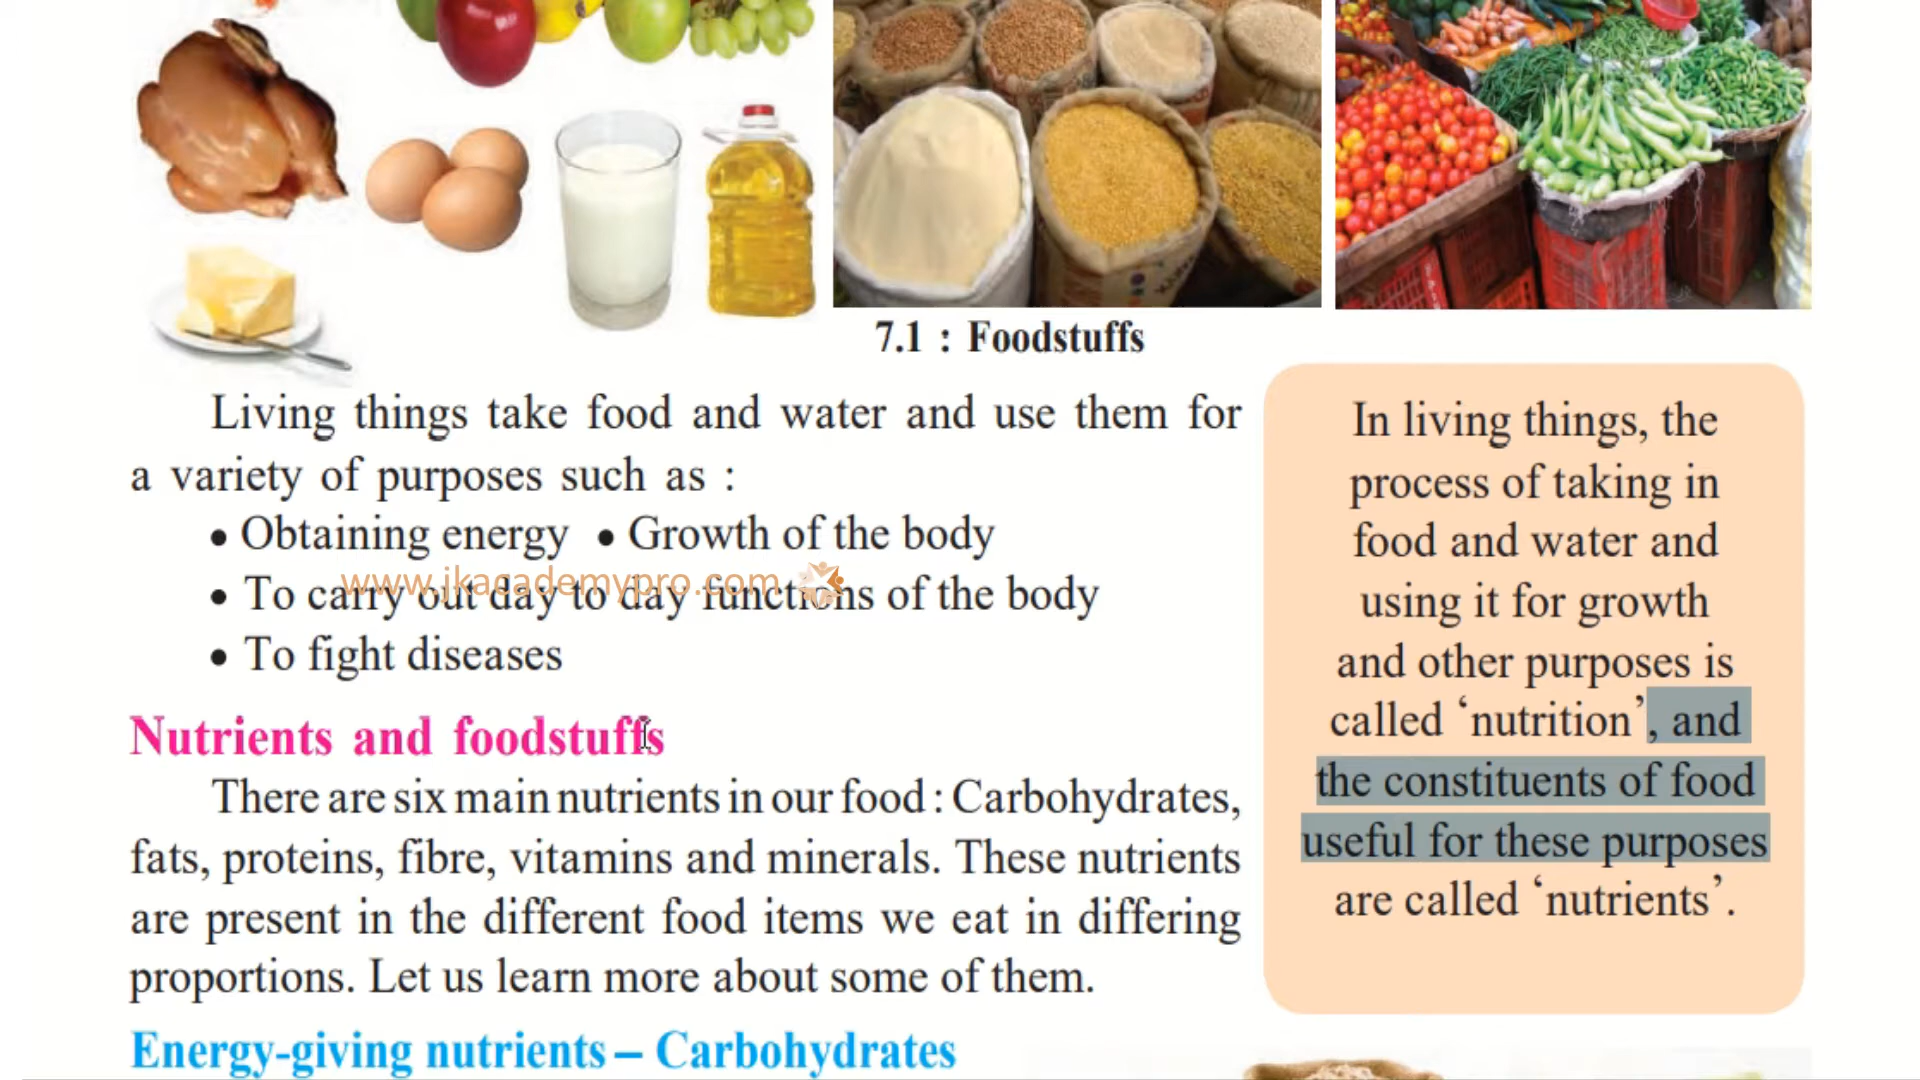 7.1 : Foodstuffs
Living things take food and water and use them for
a variety of purposes such as :
• Obtaining energy • Growth of the body
www.jkacademypro.com
• To carry out day to day functions of the body
• To fight diseases
Nutrients and foodstuffs
There are six main nutrients in our food : Carbohydrates,
fats, proteins, fibre, vitamins and minerals. These nutrients
are present in the different food items we eat in differing
proportions. Let us learn more about some of them.
Energy-giving nutrients – Carbohydrates
In living things, the
process of taking in
food and water and
using it for growth
and other purposes is
called ‘nutrition’, and
the constituents of food
useful for these purposes
are called ‘nutrients’.